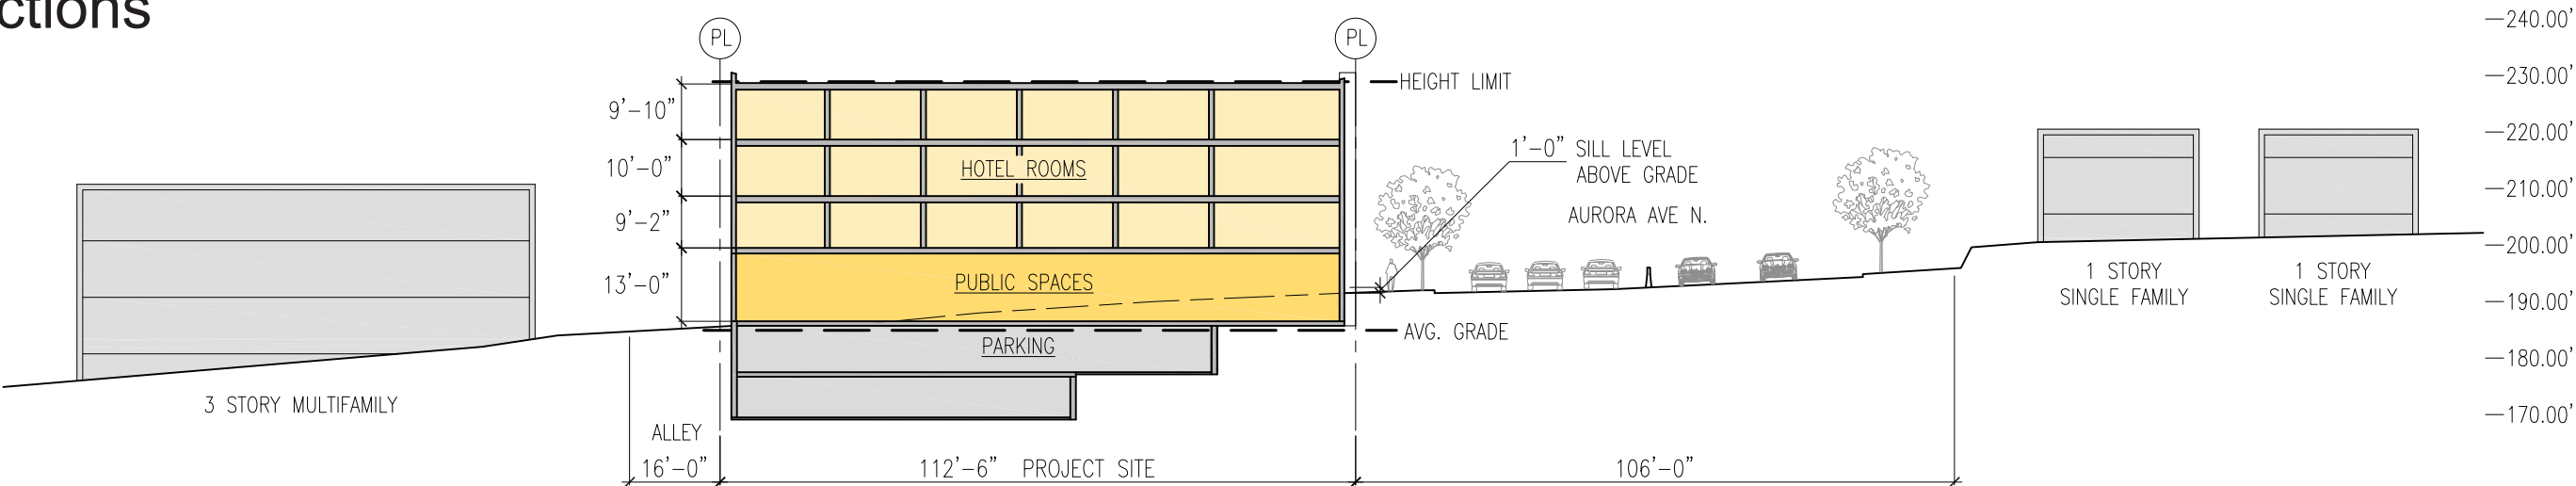 ctions
PL
PL
240.00'
230.00'
220.00'
210.00'
200.00'
190.00'
180.00'
170.00'
HEIGHT LIMIT
9'-10"
10'-0"
9'-2"
13'-0"
HOTEL ROOMS
PUBLIC SPACES
PARKING
1'-0" SILL LEVEL
ABOVE GRADE
AURORA AVE N.
AVG. GRADE
1 STORY
SINGLE FAMILY
1 STORY
SINGLE FAMILY
3 STORY MULTIFAMILY
ALLEY
16'-0"
112'-6" PROJECT SITE
106'-0"